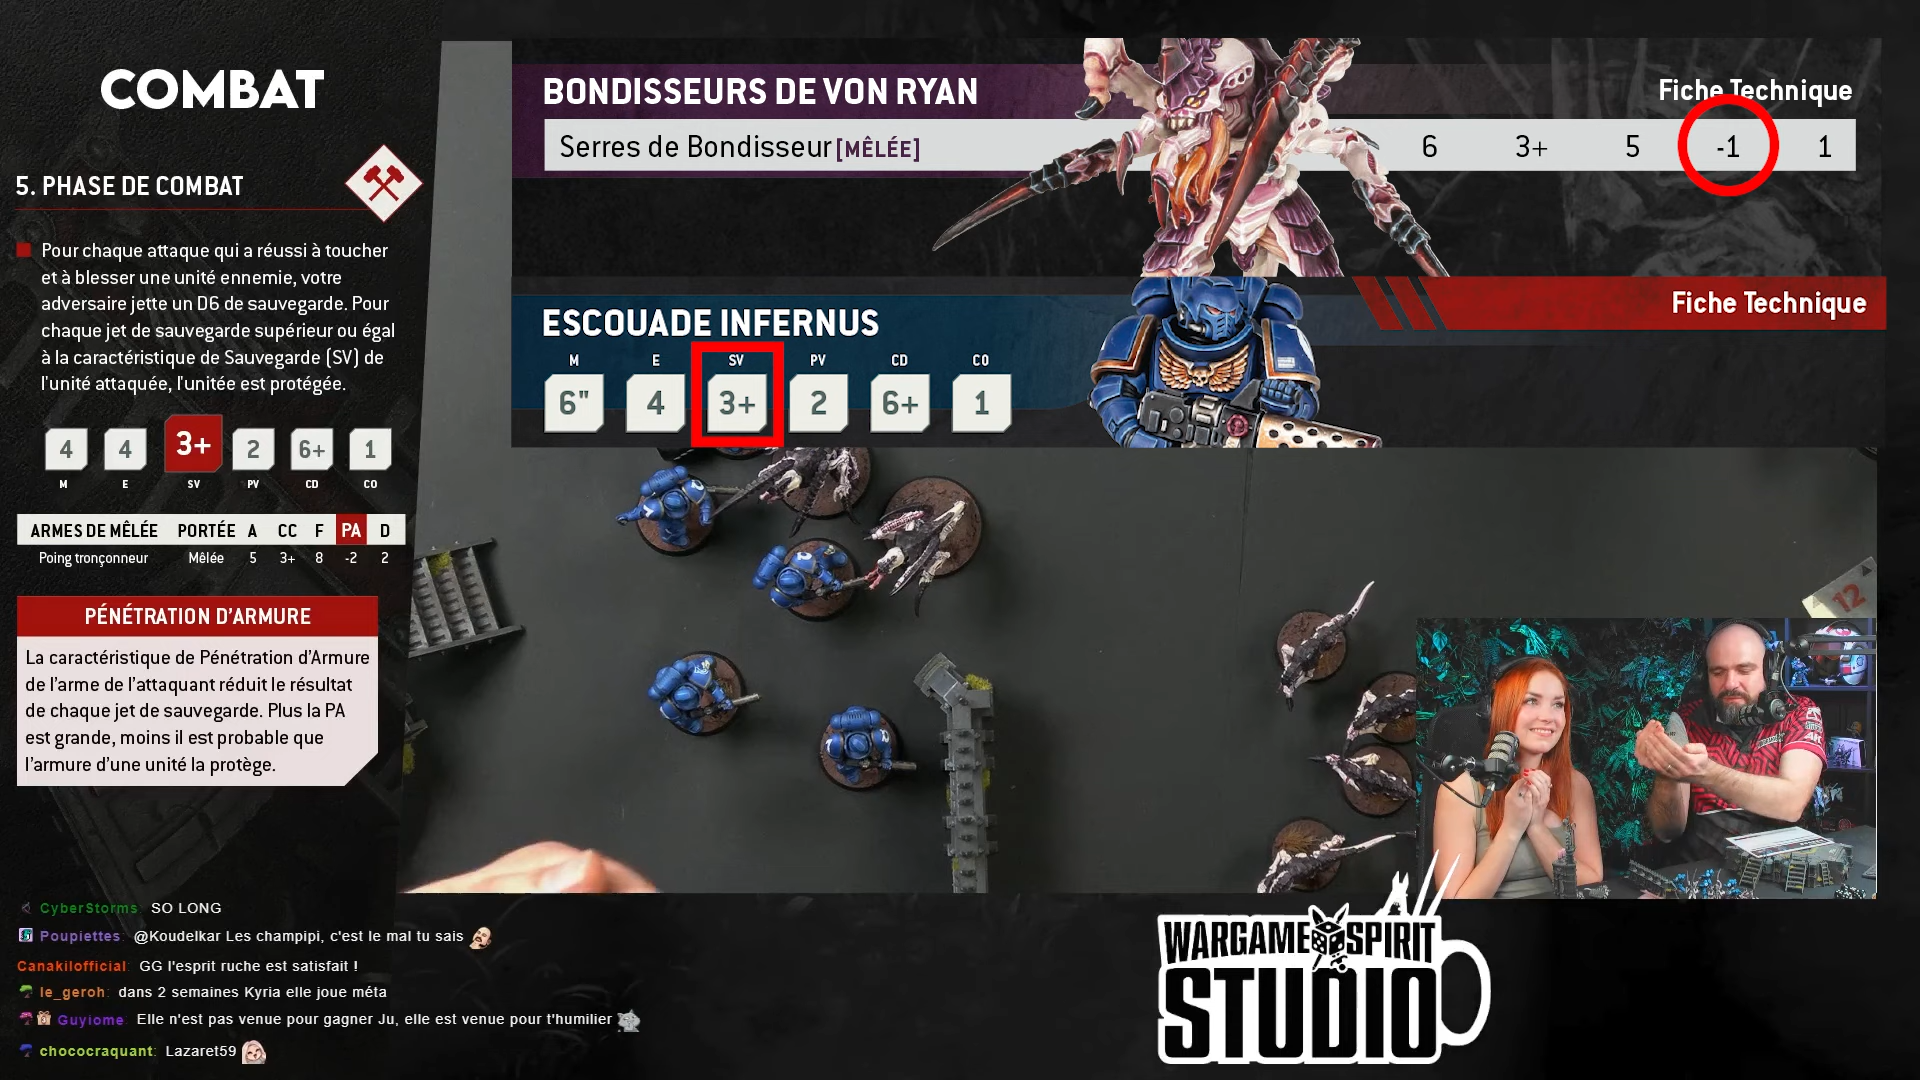 COMBAT
5. PHASE DE COMBAT
Pour chaque attaque qui a réussi à toucher
et à blesser une unité ennemie, votre
adversaire jette un D6 de sauvegarde. Pour
chaque jet de sauvegarde supérieur ou égal
à la caractéristique de Sauvegarde (SV) de
l'unité attaquée, l'unitée est protégée.
4 4 3+ 2 6+ 1
M E SV PV CD CO
ARMES DE MÊLÉE PORTÉE A CC F PA D
Poing tronçonneur Mêlée 5 3+ 8 -2 2
PÉNÉTRATION D'ARMURE
La caractéristique de Pénétration d'Armure
de l'arme de l'attaquant réduit le résultat
de chaque jet de sauvegarde. Plus la PA
est grande, moins il est probable que
l'armure d'une unité la protège.
BONDISSEURS DE VON RYAN
Fiche Technique
Serres de Bondisseur [MÊLÉE] 6 3+ 5 -1 1
ESCOUADE INFERNUS
Fiche Technique
M E SV PV CD CO
6" 4 3+ 2 6+ 1
12
CyberStorms: SO LONG
Poupiettes: @Koudelkar Les champipi, c'est le mal tu sais
Canakilofficial: GG l'esprit ruche est satisfait !
le_geroh: dans 2 semaines Kyria elle joue méta
Guyiome: Elle n'est pas venue pour gagner Ju, elle est venue pour t'humilier
chococraquant: Lazaret59
WARGAME SPIRIT
STUDIO